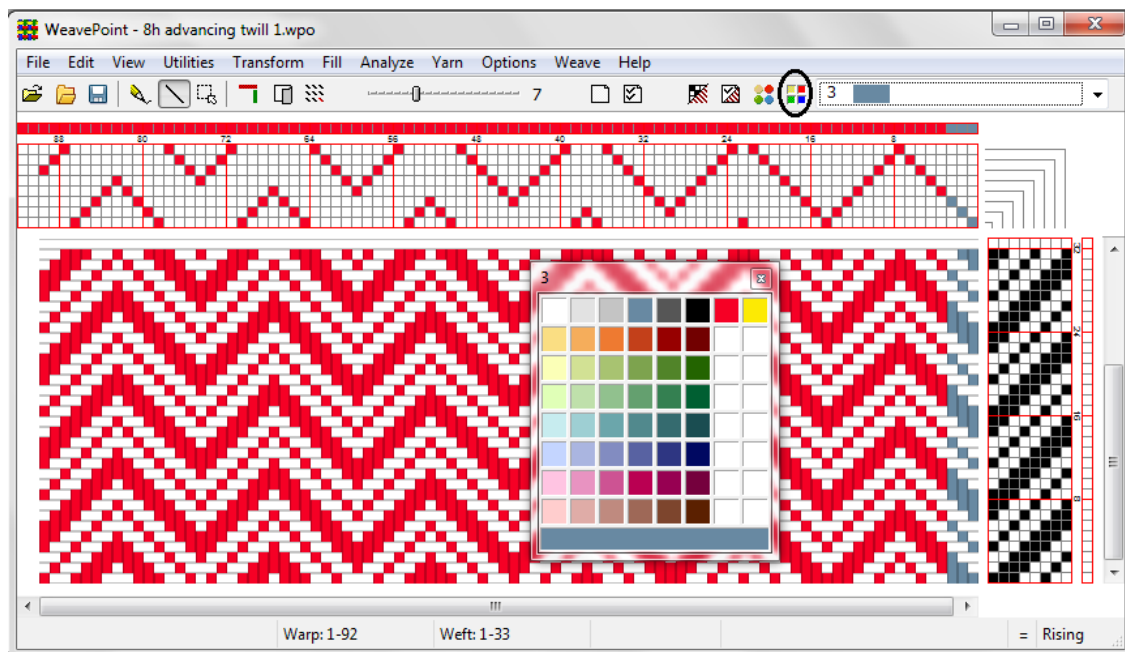 WeavePoint - 8h advancing twill 1.wpo
File Edit View Utilities Transform Fill Analyze Yarn Options Weave Help
7 3
88 80 72 64 56 48 40 32 24 16 8
32
3
24
16
8
Warp: 1-92 Weft: 1-33 = Rising